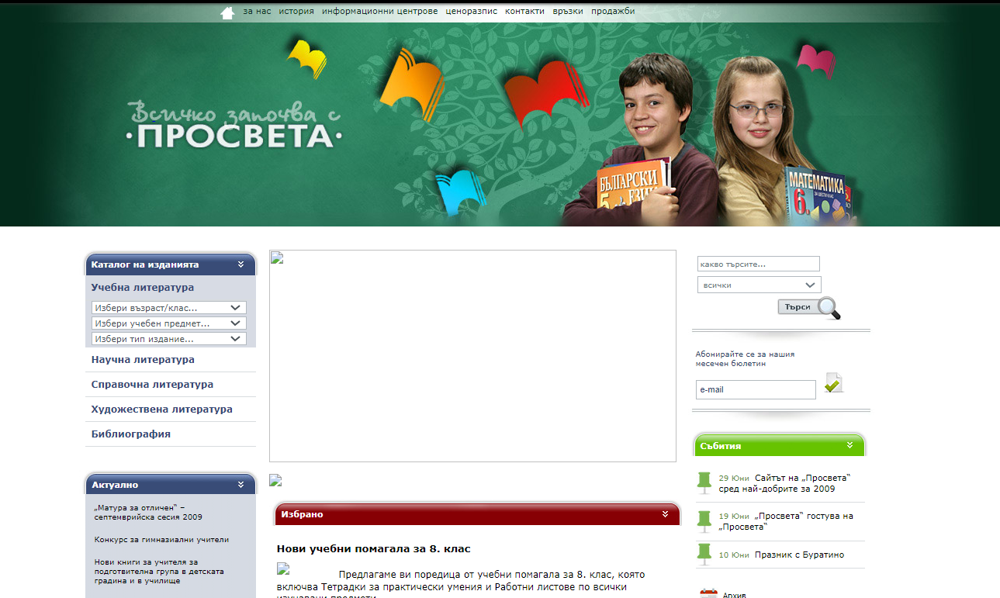 за нас история информационни центрове ценоразпис контакти връзки продажби
Всичко започва с
·ПРОСВЕТА·
БЪЛГАРСКИ
5. ЕЗИК
МАТЕМАТИКА
ЗА ШЕСТИ КЛАС
6.
Каталог на изданията
Учебна литература
Избери възраст/клас...
Избери учебен предмет...
Избери тип издание...
Научна литература
Справочна литература
Художествена литература
Библиография
Актуално
„Матура за отличен“ –
септемврийска сесия 2009
Конкурс за гимназиални учители
Нови книги за учителя за
подготвителна група в детската
градина и в училище
Избрано
Нови учебни помагала за 8. клас
Предлагаме ви поредица от учебни помагала за 8. клас, която
включва Тетрадки за практически умения и Работни листове по всички
изучавани предмети
какво търсите...
всички
Търси
Абонирайте се за нашия
месечен бюлетин
e-mail
Събития
29 Юни Сайтът на „Просвета“
сред най-добрите за 2009
19 Юни „Просвета“ гостува на
„Просвета“
10 Юни Празник с Буратино
Архив